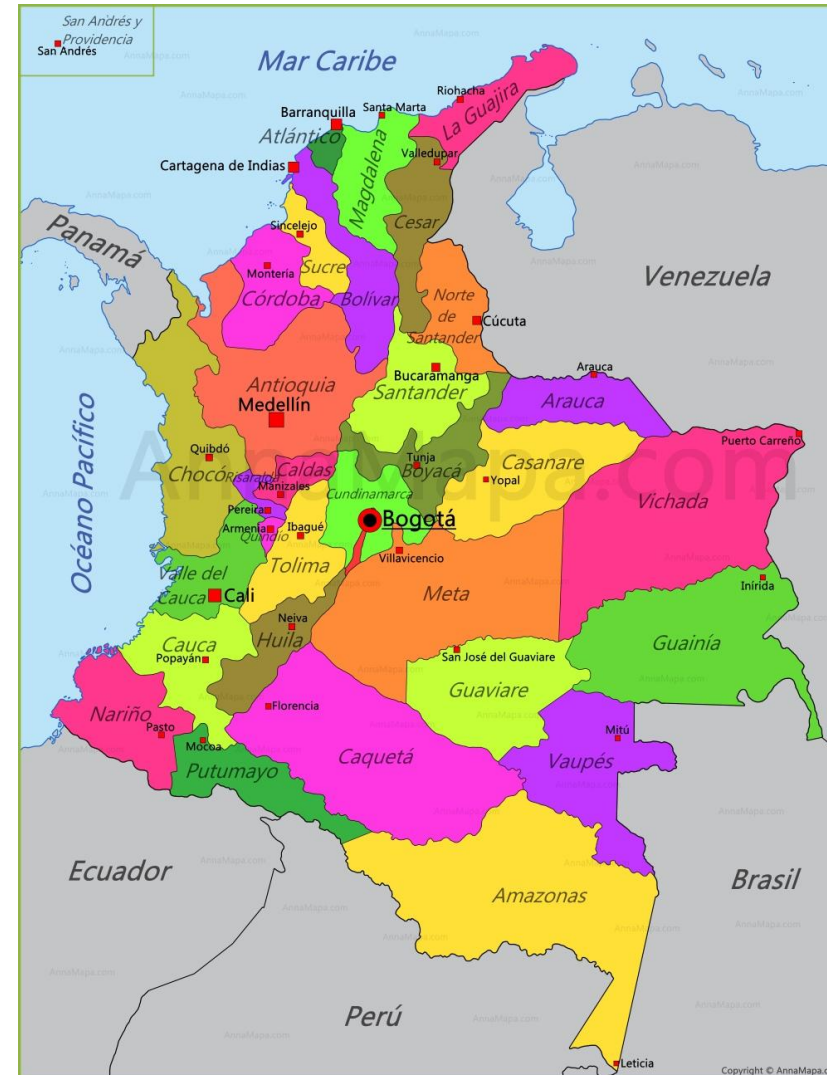 San Andrés y
Providencia
San Andrés
Mar Caribe
Riohacha
Santa Marta
Barranquilla
La Guajira
Atlántico
Magdalena
Valledupar
Cartagena de Indias
Cesar
Sincelejo
Panamá
Sucre
Montería
Córdoba
Bolívar
Norte
de
Santander
Venezuela
Cúcuta
Bucaramanga
Santander
Arauca
Arauca
Antioquia
Medellín
Océano Pacífico
Puerto Carreño
AnnaMapa.com
Quibdó
Chocó
Risaralda
Caldas
Manizales
Tunja
Boyacá
Casanare
Yopal
Vichada
Cundinamarca
Pereira
Armenia
Quindío
Ibagué
Bogotá
Tolima
Villavicencio
Valle del
Cauca
Cali
Meta
Inírida
Neiva
Huila
Cauca
Popayán
San José del Guaviare
Guainía
Guaviare
Florencia
Nariño
Pasto
Mocoa
Putumayo
Caquetá
Mitú
Vaupés
Ecuador
Brasil
Amazonas
Perú
Leticia
Copyright © AnnaMapa.c